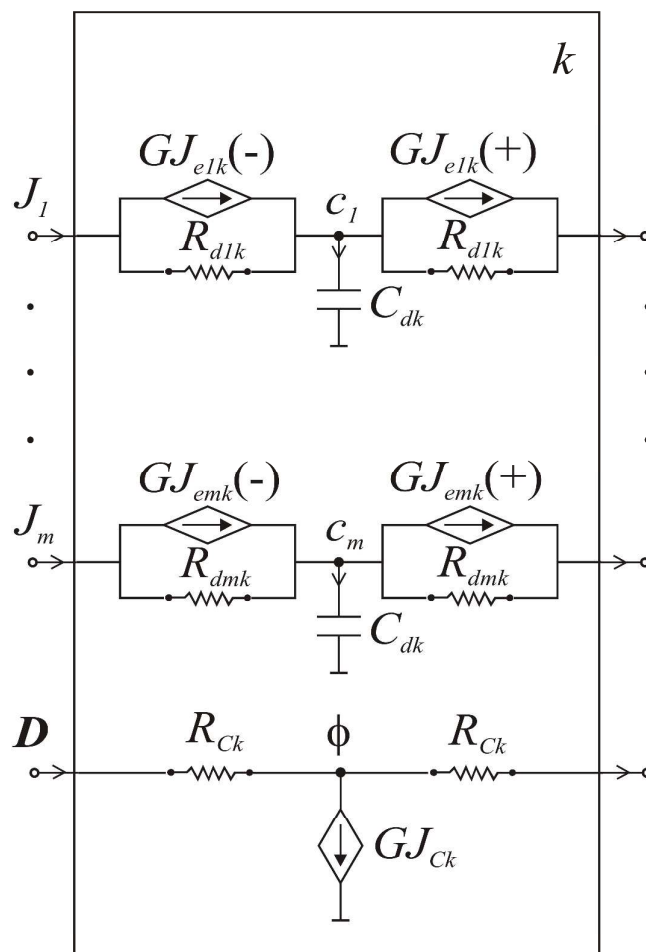 k
GJe1k(-) GJe1k(+)
J1 c1
Rd1k Rd1k
Cdk
GJemk(-) GJemk(+)
Jm cm
Rdmk Rdmk
Cdk
D RCk ϕ RCk
GJCk